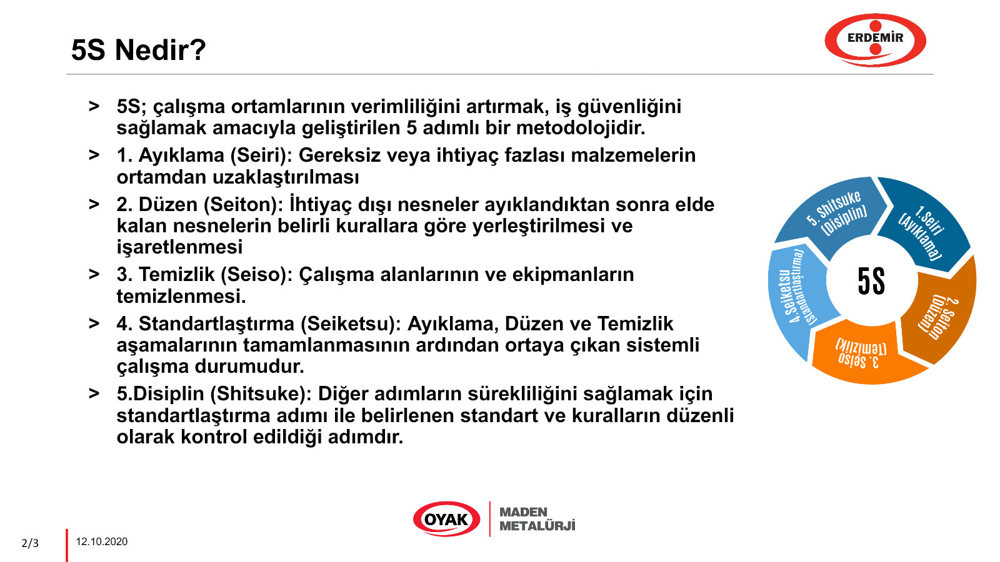 5S Nedir?
ERDEMİR
> 5S; çalışma ortamlarının verimliliğini artırmak, iş güvenliğini
sağlamak amacıyla geliştirilen 5 adımlı bir metodolojidir.
> 1. Ayıklama (Seiri): Gereksiz veya ihtiyaç fazlası malzemelerin
ortamdan uzaklaştırılması
> 2. Düzen (Seiton): İhtiyaç dışı nesneler ayıklandıktan sonra elde
kalan nesnelerin belirli kurallara göre yerleştirilmesi ve
işaretlenmesi
> 3. Temizlik (Seiso): Çalışma alanlarının ve ekipmanların
temizlenmesi.
> 4. Standartlaştırma (Seiketsu): Ayıklama, Düzen ve Temizlik
aşamalarının tamamlanmasının ardından ortaya çıkan sistemli
çalışma durumudur.
> 5.Disiplin (Shitsuke): Diğer adımların sürekliliğini sağlamak için
standartlaştırma adımı ile belirlenen standart ve kuralların düzenli
olarak kontrol edildiği adımdır.
1.Seiri
(Ayıklama)
2. Seiton
(Düzen)
3. Seiso
(Temizlik)
4.Seiketsu
(Standartlaştırma)
5. Shitsuke
(Disiplin)
5S
OYAK
MADEN
METALÜRJİ
2/3
12.10.2020